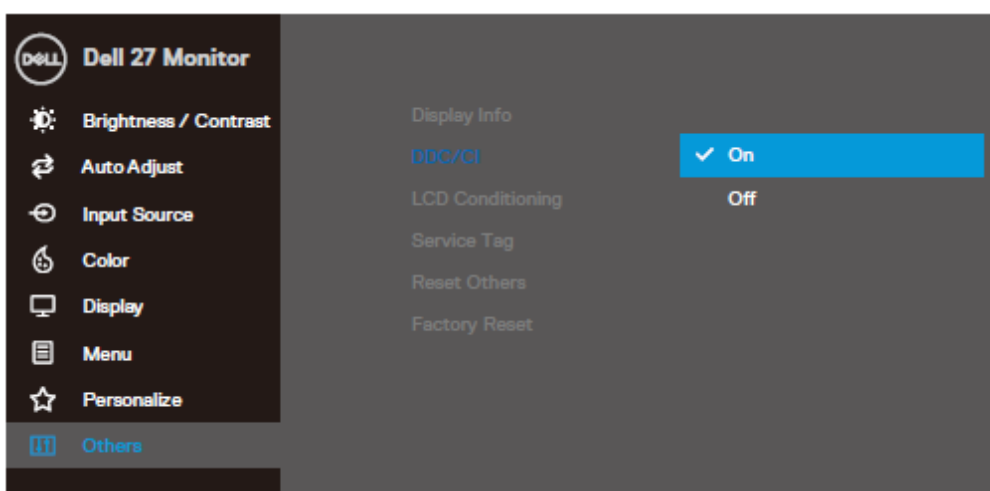 DELL Dell 27 Monitor
Brightness / Contrast
Auto Adjust
Input Source
Color
Display
Menu
Personalize
Others
Display Info
DDC/CI
LCD Conditioning
Service Tag
Reset Others
Factory Reset
On
Off